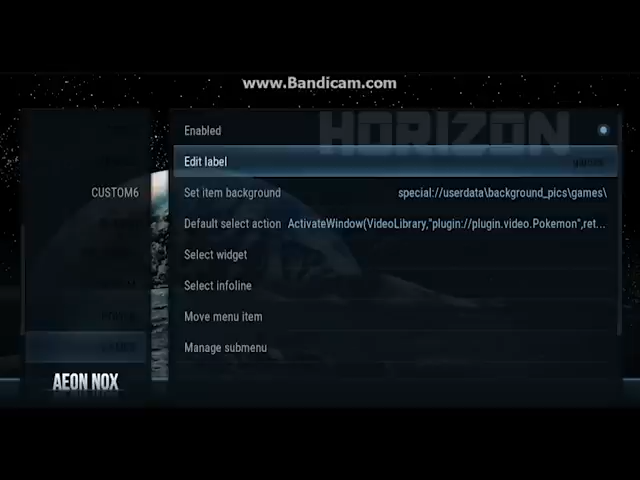 www.Bandicam.com
HORIZON
Enabled
Edit label games
CUSTOM6
Set item background special://userdata\background_pics\games\
Default select action ActivateWindow(VideoLibrary,"plugin://plugin.video.Pokemon",ret...
Select widget
Select infoline
Move menu item
Manage submenu
AEON NOX